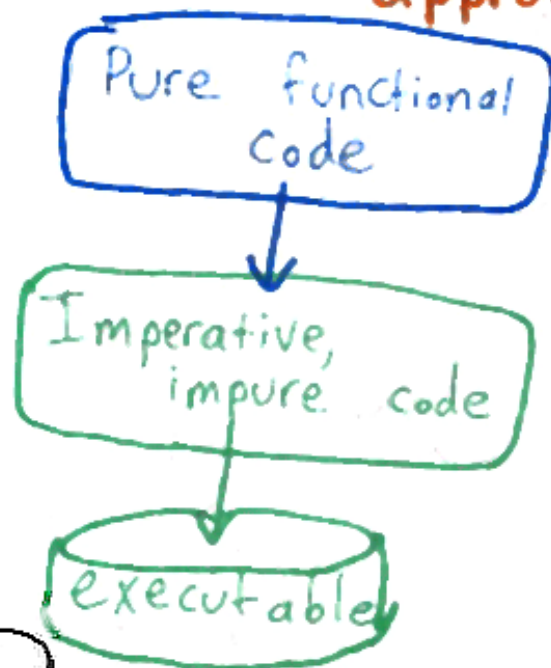 Pure functional
code
Imperative,
impure code
executable